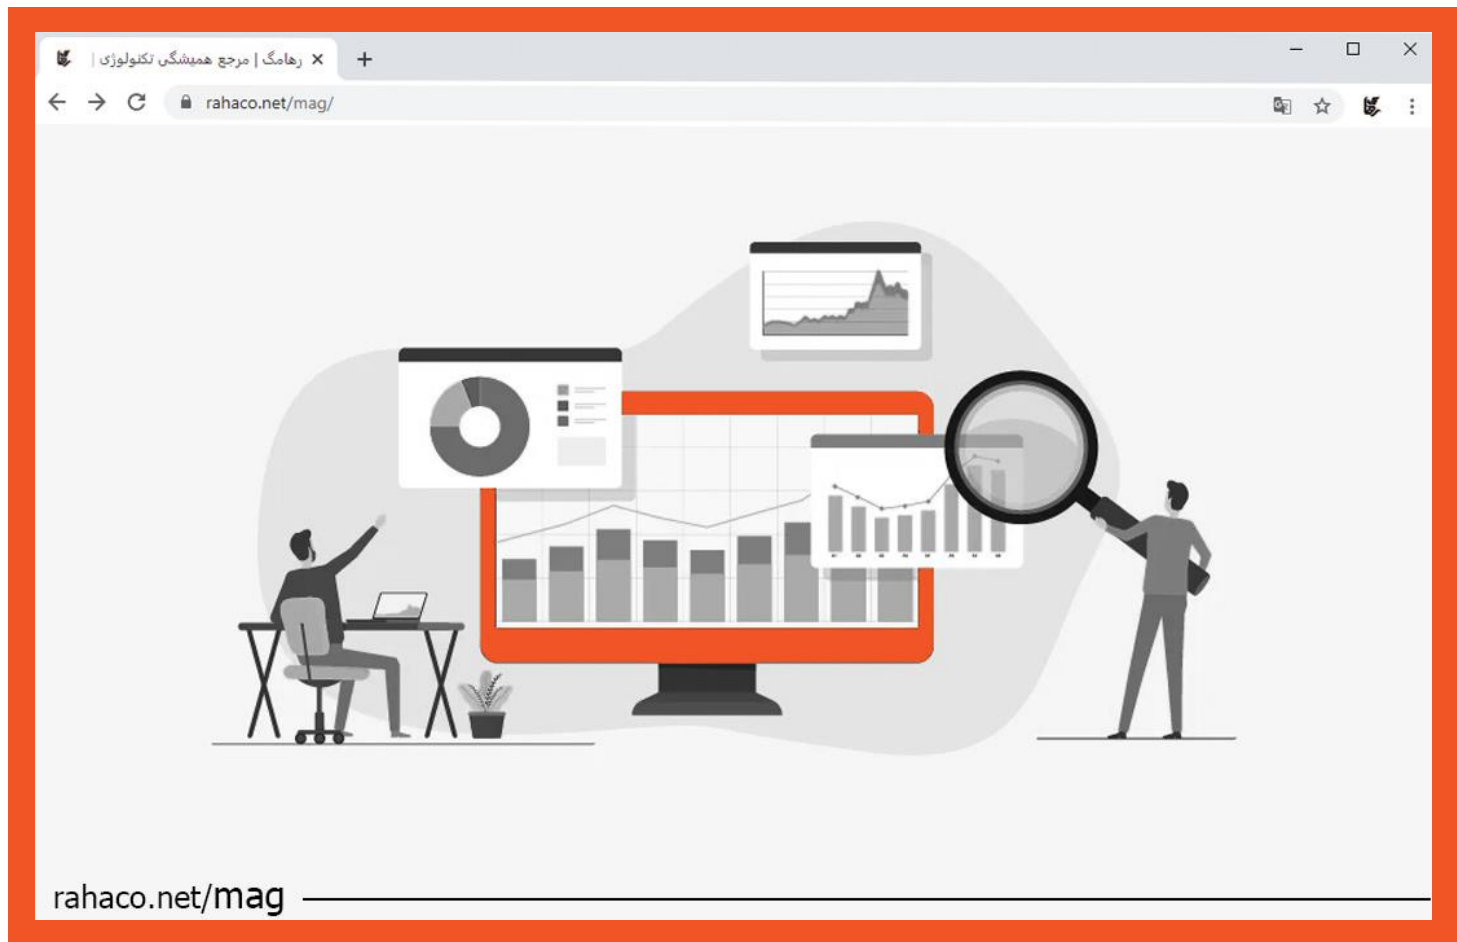 رهامگ | مرجع همیشگی تکنولوژی |
rahaco.net/mag/
rahaco.net/mag